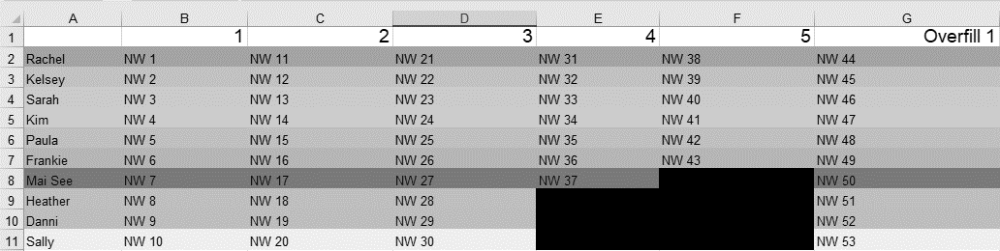 A B C D E F G
1 1 2 3 4 5 Overfill 1
2 Rachel NW 1 NW 11 NW 21 NW 31 NW 38 NW 44
3 Kelsey NW 2 NW 12 NW 22 NW 32 NW 39 NW 45
4 Sarah NW 3 NW 13 NW 23 NW 33 NW 40 NW 46
5 Kim NW 4 NW 14 NW 24 NW 34 NW 41 NW 47
6 Paula NW 5 NW 15 NW 25 NW 35 NW 42 NW 48
7 Frankie NW 6 NW 16 NW 26 NW 36 NW 43 NW 49
8 Mai See NW 7 NW 17 NW 27 NW 37 NW 50
9 Heather NW 8 NW 18 NW 28 NW 51
10 Danni NW 9 NW 19 NW 29 NW 52
11 Sally NW 10 NW 20 NW 30 NW 53